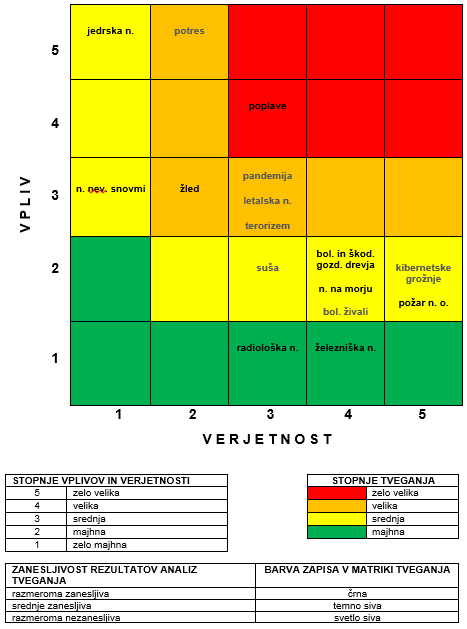 5
jedrska n.
potres
4
poplave
VPLIV
3
n. nev. snovmi
žled
pandemija
letalska n.
terorizem
2
suša
bol. in škod.
gozd. drevja
n. na morju
bol. živali
kibernetske
grožnje
požar n. o.
1
radiološka n.
železniška n.
1 2 3 4 5
VERJETNOST
STOPNJE VPLIVOV IN VERJETNOSTI
5 zelo velika
4 velika
3 srednja
2 majhna
1 zelo majhna
STOPNJE TVEGANJA
zelo velika
velika
srednja
majhna
ZANESLJIVOST REZULTATOV ANALIZ
TVEGANJA
BARVA ZAPISA V MATRIKI TVEGANJA
razmeroma zanesljiva črna
srednje zanesljiva temno siva
razmeroma nezanesljiva svetlo siva